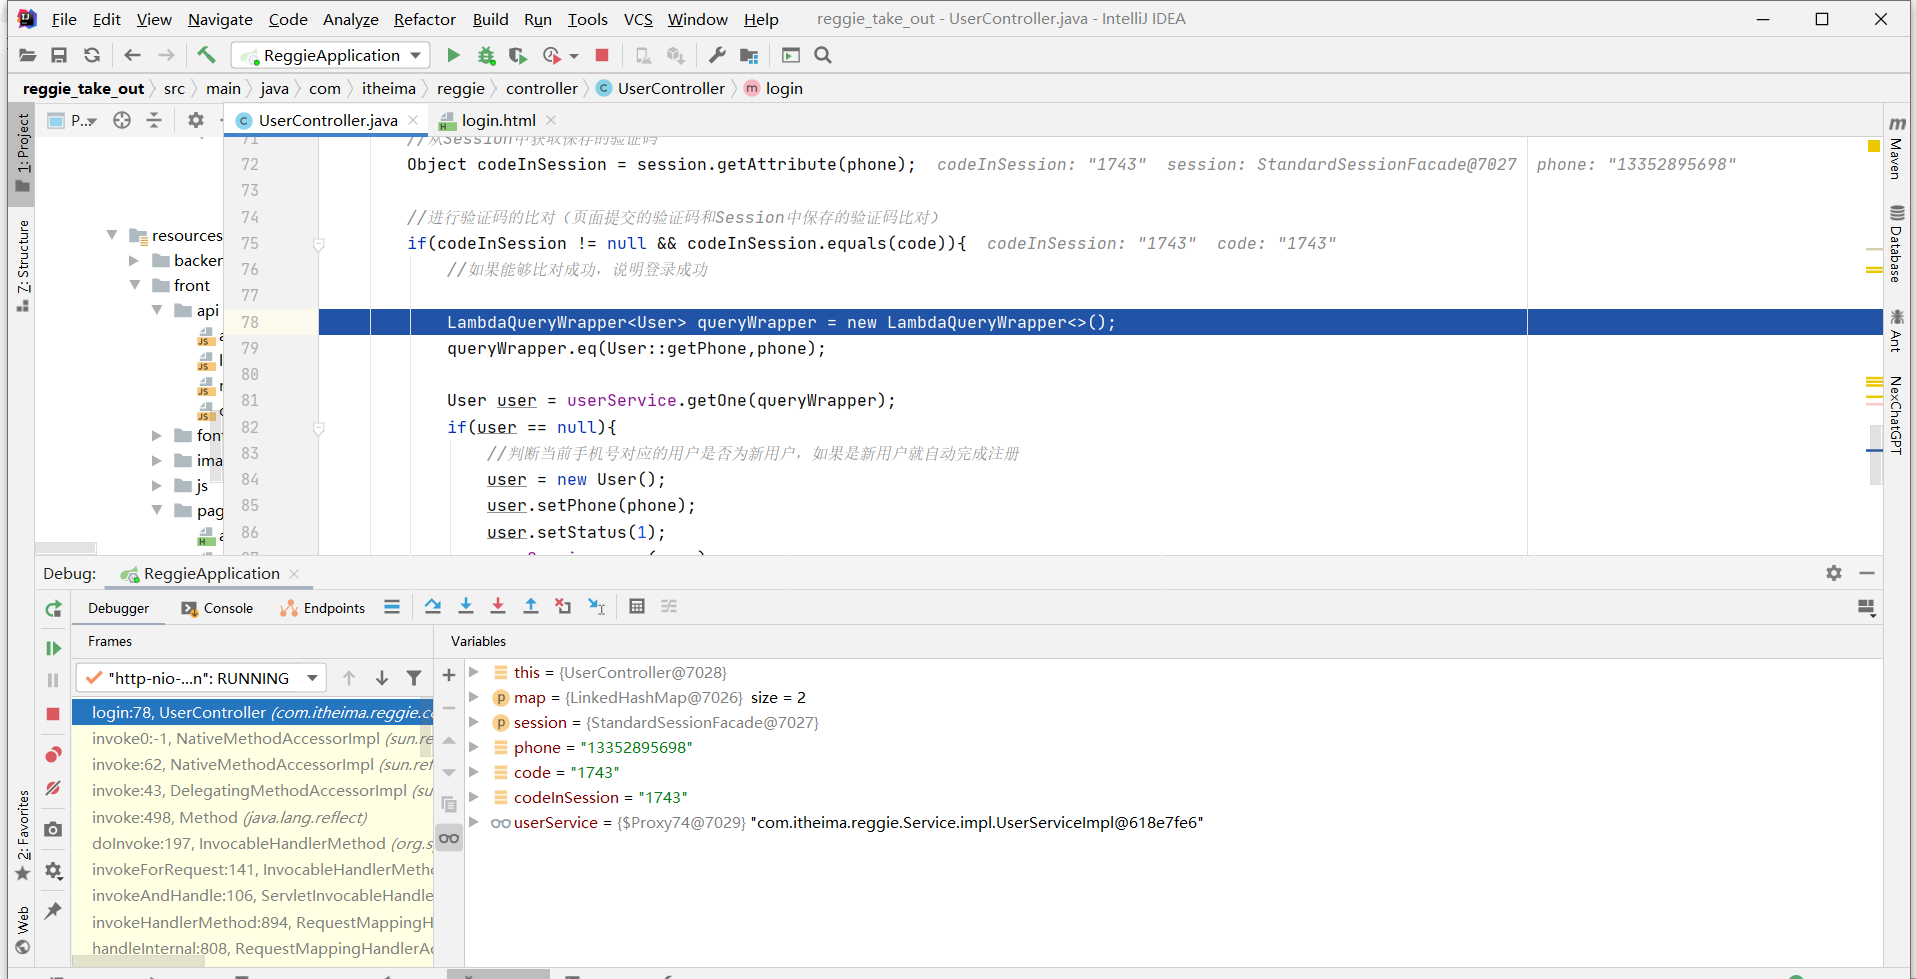 File Edit View Navigate Code Analyze Refactor Build Run Tools VCS Window Help reggie_take_out - UserController.java - IntelliJ IDEA
ReggieApplication
reggie_take_out src main java com itheima reggie controller UserController login
P... UserController.java login.html
1: Project
7: Structure
2: Favorites
Web
Maven
Database
Ant
NexChatGPT
resources
backer
front
api
fon
ima
js
pag
71 //从Session中获取保存的验证码
72 Object codeInSession = session.getAttribute(phone); codeInSession: "1743" session: StandardSessionFacade@7027 phone: "13352895698"
73
74 //进行验证码的比对（页面提交的验证码和Session中保存的验证码比对）
75 if(codeInSession != null && codeInSession.equals(code)){ codeInSession: "1743" code: "1743"
76 //如果能够比对成功，说明登录成功
77
78 LambdaQueryWrapper<User> queryWrapper = new LambdaQueryWrapper<>();
79 queryWrapper.eq(User::getPhone,phone);
80
81 User user = userService.getOne(queryWrapper);
82 if(user == null){
83 //判断当前手机号对应的用户是否为新用户，如果是新用户就自动完成注册
84 user = new User();
85 user.setPhone(phone);
86 user.setStatus(1);
Debug: ReggieApplication
Debugger Console Endpoints
Frames
"http-nio-...n": RUNNING
login:78, UserController (com.itheima.reggie.c
invoke0:-1, NativeMethodAccessorImpl (sun.re
invoke:62, NativeMethodAccessorImpl (sun.ref
invoke:43, DelegatingMethodAccessorImpl (su
invoke:498, Method (java.lang.reflect)
doInvoke:197, InvocableHandlerMethod (org.s
invokeForRequest:141, InvocableHandlerMetho
invokeAndHandle:106, ServletInvocableHandle
invokeHandlerMethod:894, RequestMappingH
handleInternal:808, RequestMappingHandlerAd
Variables
this = {UserController@7028}
map = {LinkedHashMap@7026} size = 2
session = {StandardSessionFacade@7027}
phone = "13352895698"
code = "1743"
codeInSession = "1743"
userService = {$Proxy74@7029} "com.itheima.reggie.Service.impl.UserServiceImpl@618e7fe6"